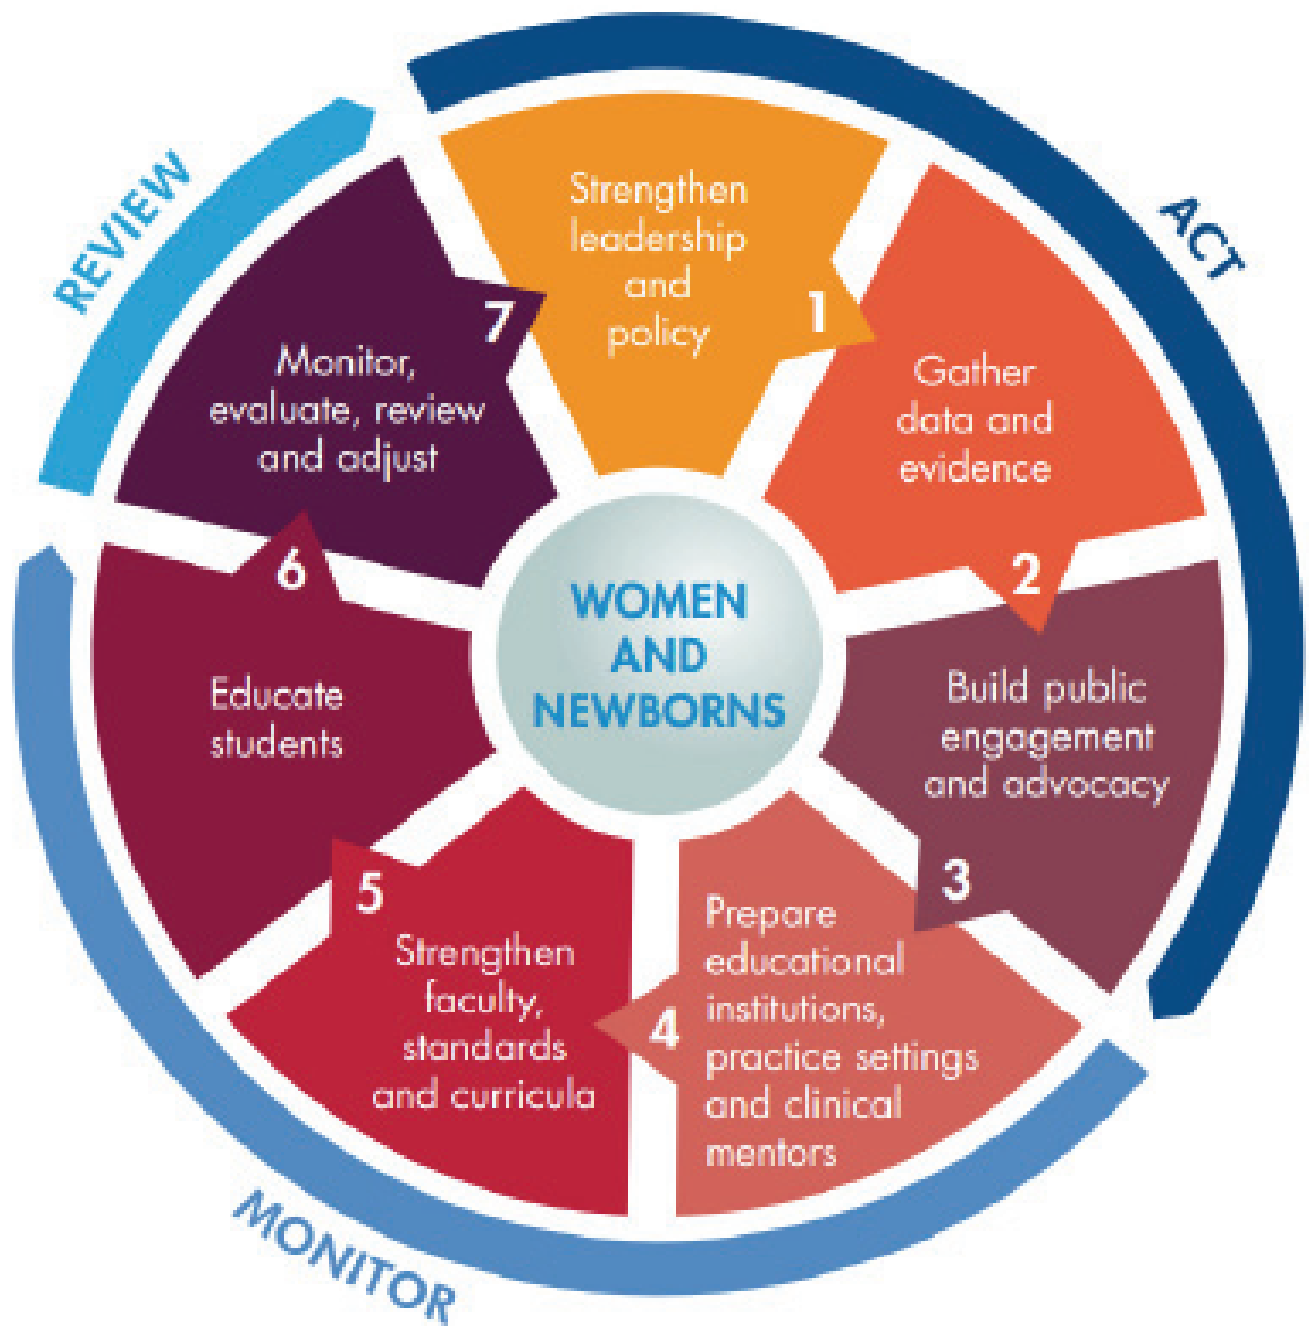 REVIEW
ACT
MONITOR
Strengthen
leadership
and
policy
1
Gather
data and
evidence
2
Build public
engagement
and advocacy
3
Prepare
educational
institutions,
practice settings
and clinical
mentors
4
Strengthen
faculty,
standards
and curricula
5
Educate
students
6
Monitor,
evaluate, review
and adjust
7
WOMEN
AND
NEWBORNS